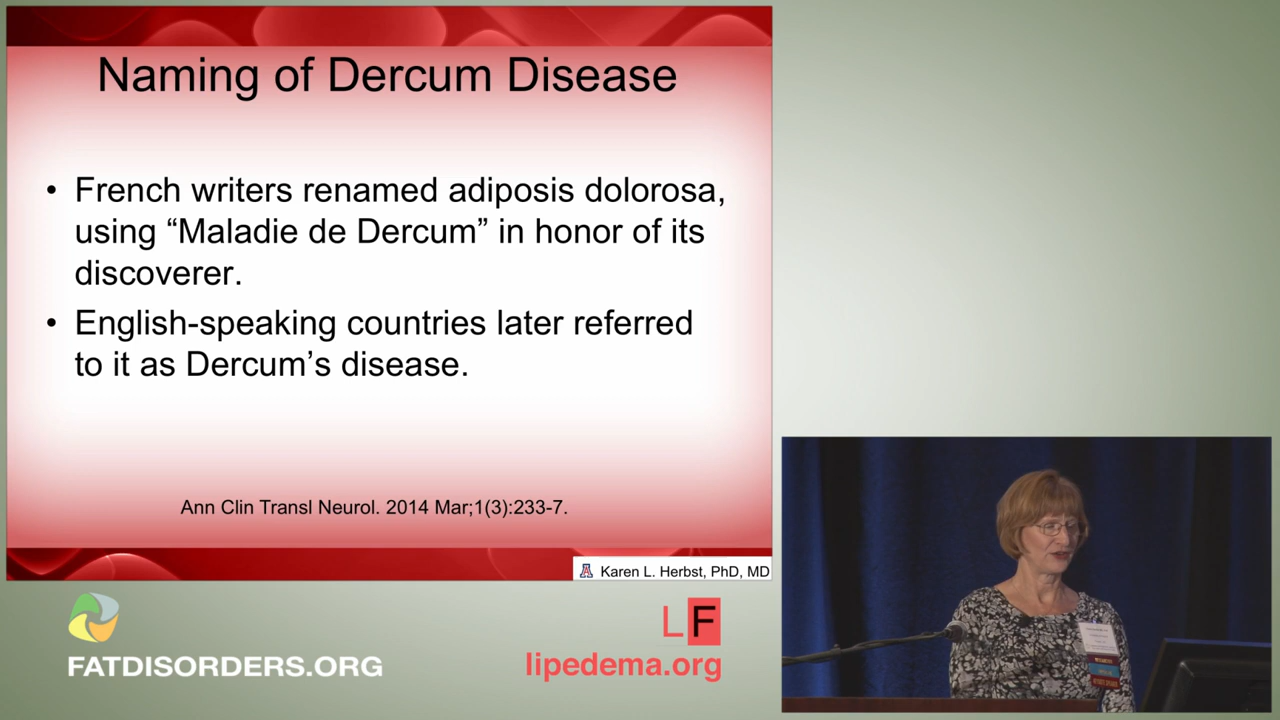 Naming of Dercum Disease
• French writers renamed adiposis dolorosa,
using “Maladie de Dercum” in honor of its
discoverer.
• English-speaking countries later referred
to it as Dercum’s disease.
Ann Clin Transl Neurol. 2014 Mar;1(3):233-7.
A Karen L. Herbst, PhD, MD
FATDISORDERS.ORG
LF
lipedema.org